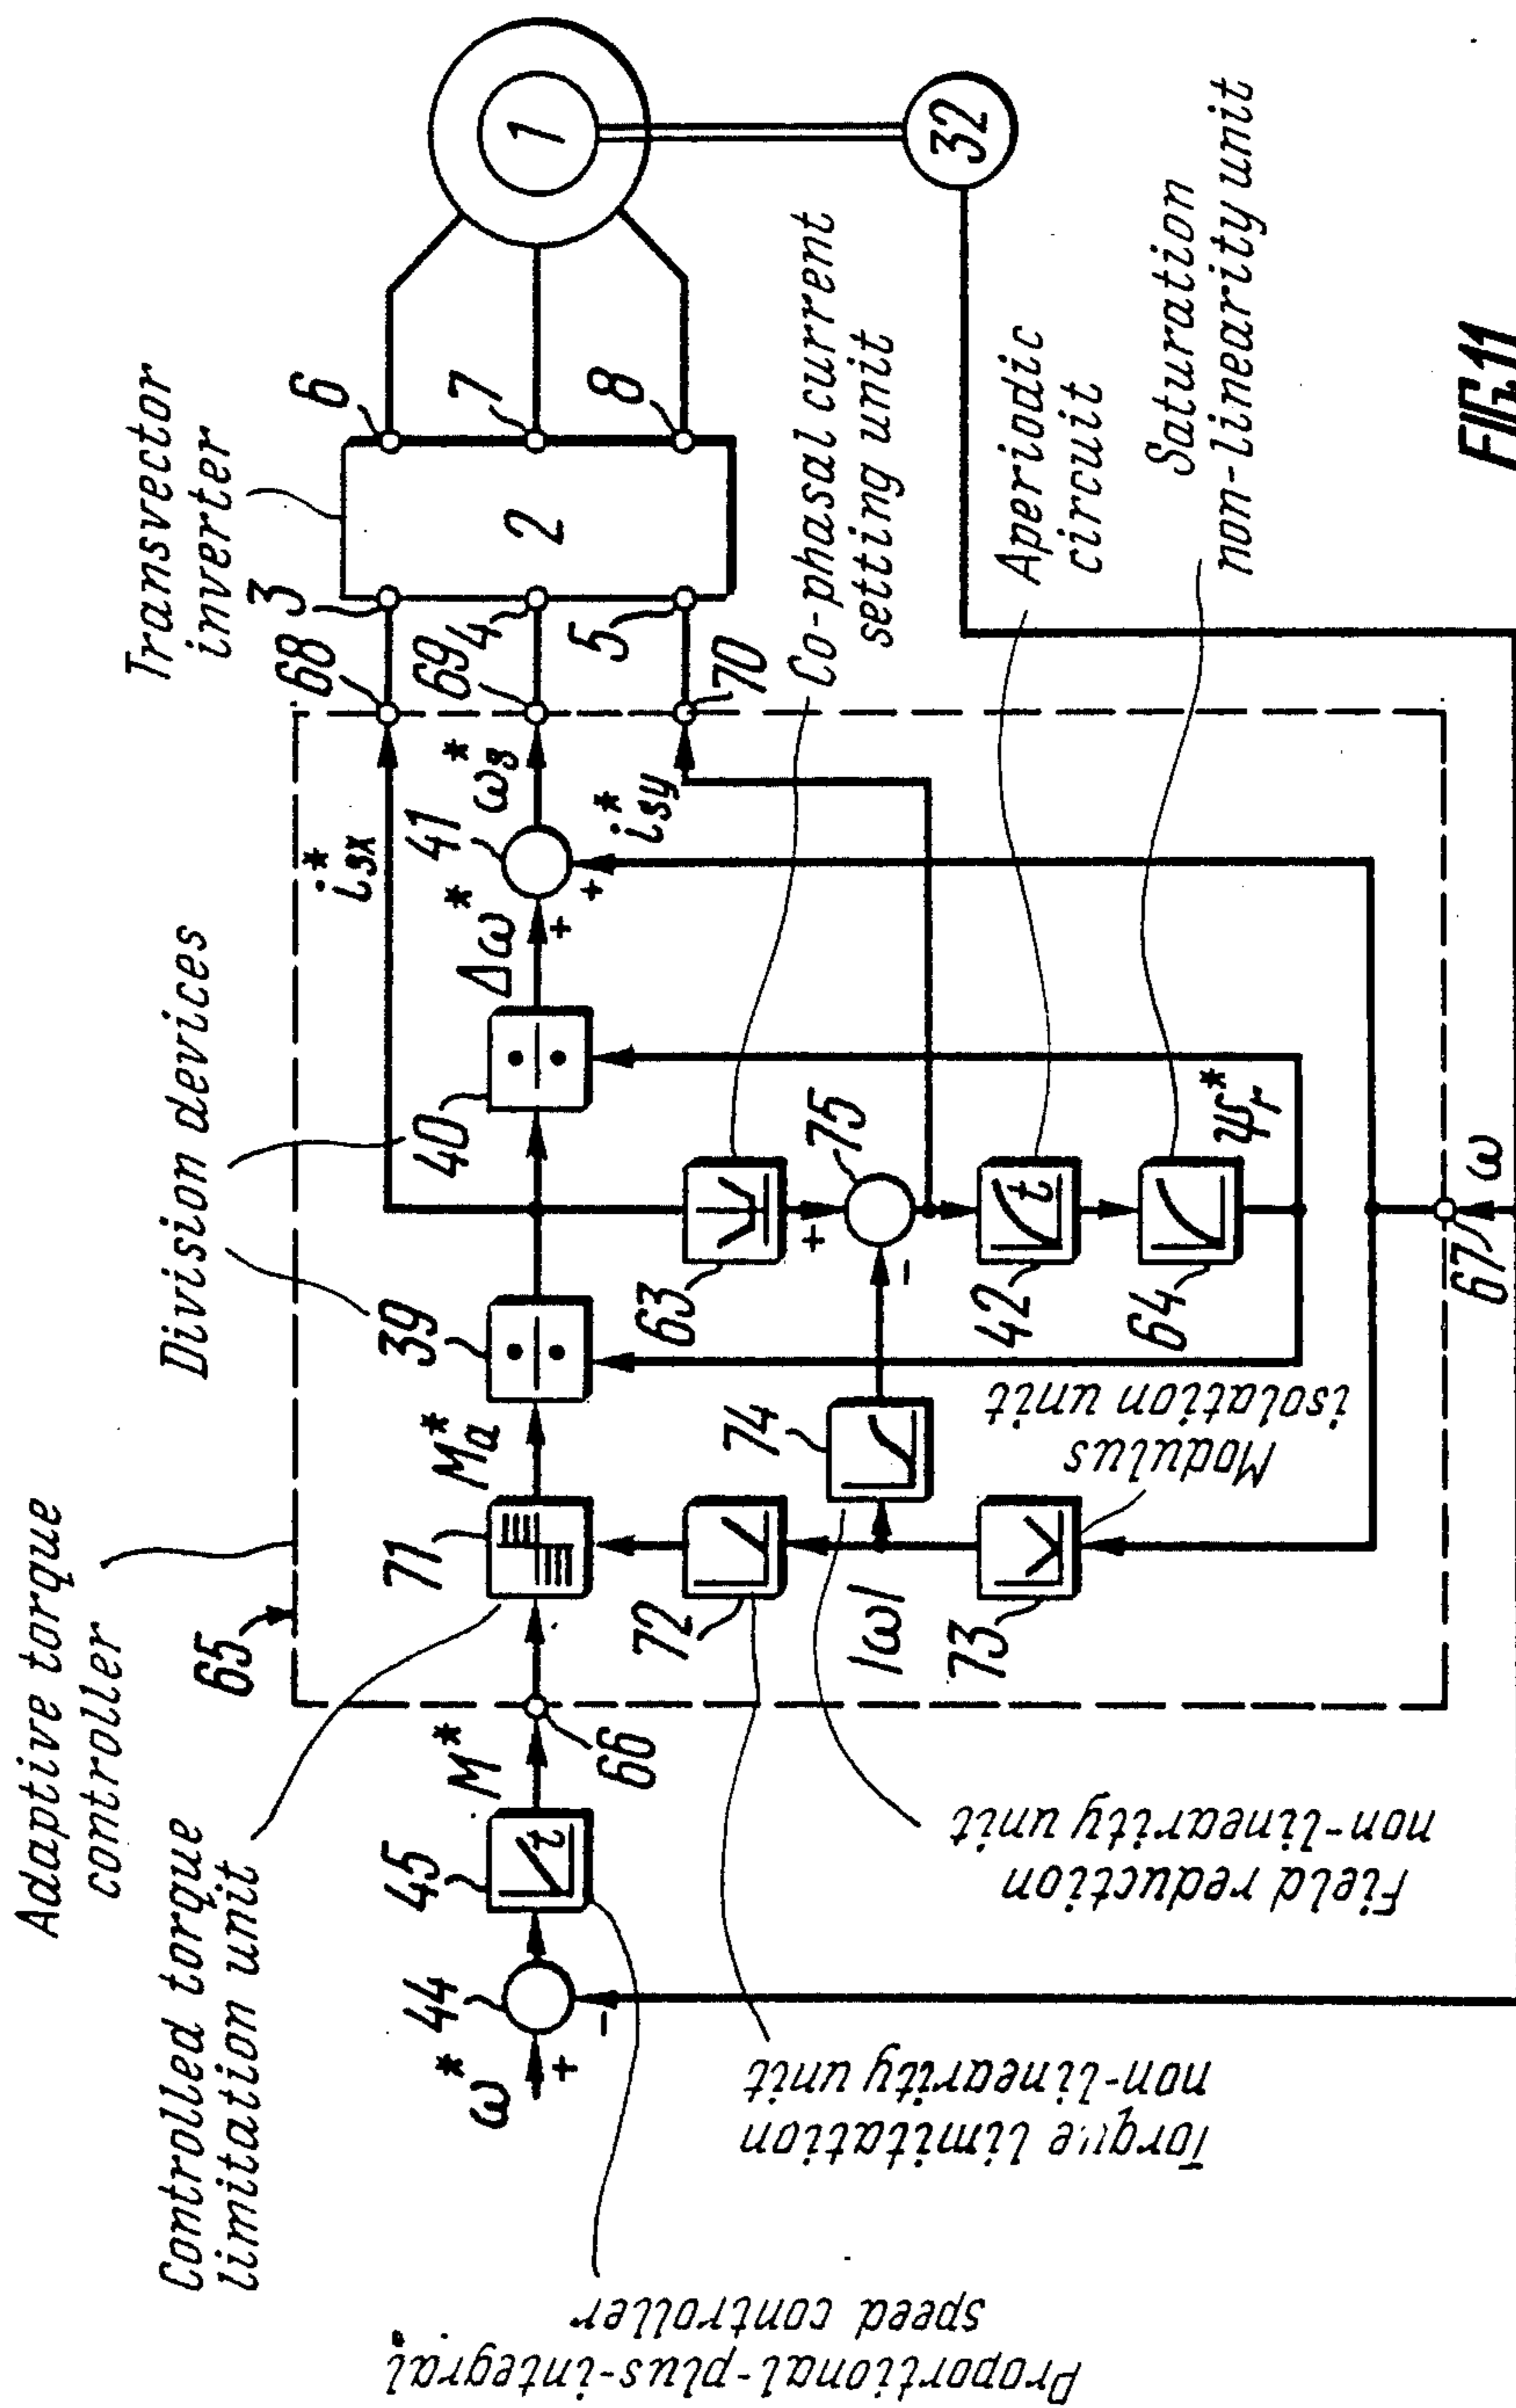 Adaptive torque
controller
Controlled torque
limitation unit
Division devices
Transvector
inverter
Co-phasal current
setting unit
Aperiodic
circuit
Saturation
non-linearity unit
Modulus
isolation unit
Field reduction
non-linearity unit
Torque limitation
non-linearity unit
Proportional-plus-integral
speed controller
65
ω*
+
-
44
45
t
M*
66
71
M*a
39
40
Δω*
+
+
41
ω*s
i*sx
i*sy
68
69
70
3
4
5
2
6
7
8
1
32
72
73
|ω|
74
63
+
-
75
42
t
64
ψ*r
67
ω
FIG.11